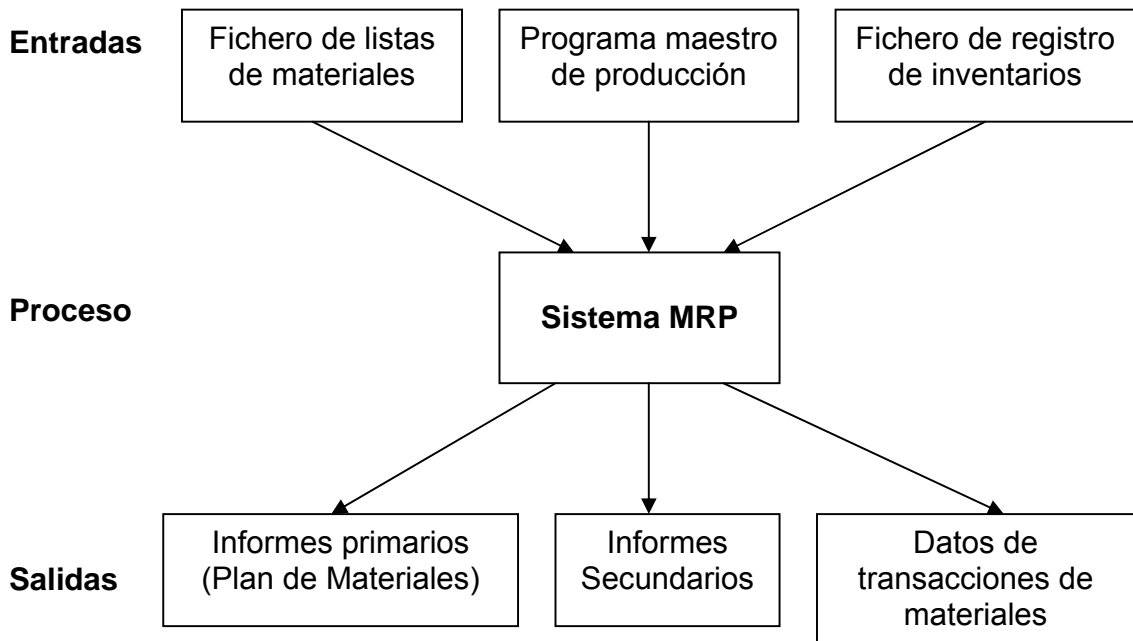 Entradas
Fichero de listas
de materiales
Programa maestro
de producción
Fichero de registro
de inventarios
Proceso
Sistema MRP
Salidas
Informes primarios
(Plan de Materiales)
Informes
Secundarios
Datos de
transacciones de
materiales